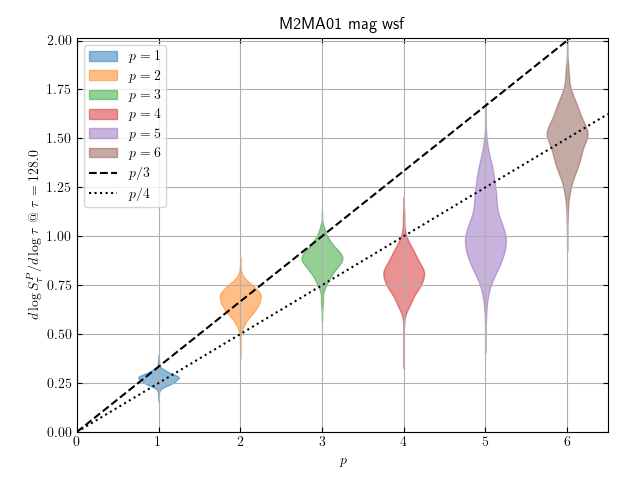 M2MA01 mag wsf
d log S_τ^P / d log τ @ τ = 128.0
2.00
1.75
1.50
1.25
1.00
0.75
0.50
0.25
0.00
p = 1
p = 2
p = 3
p = 4
p = 5
p = 6
p/3
p/4
0 1 2 3 4 5 6
p